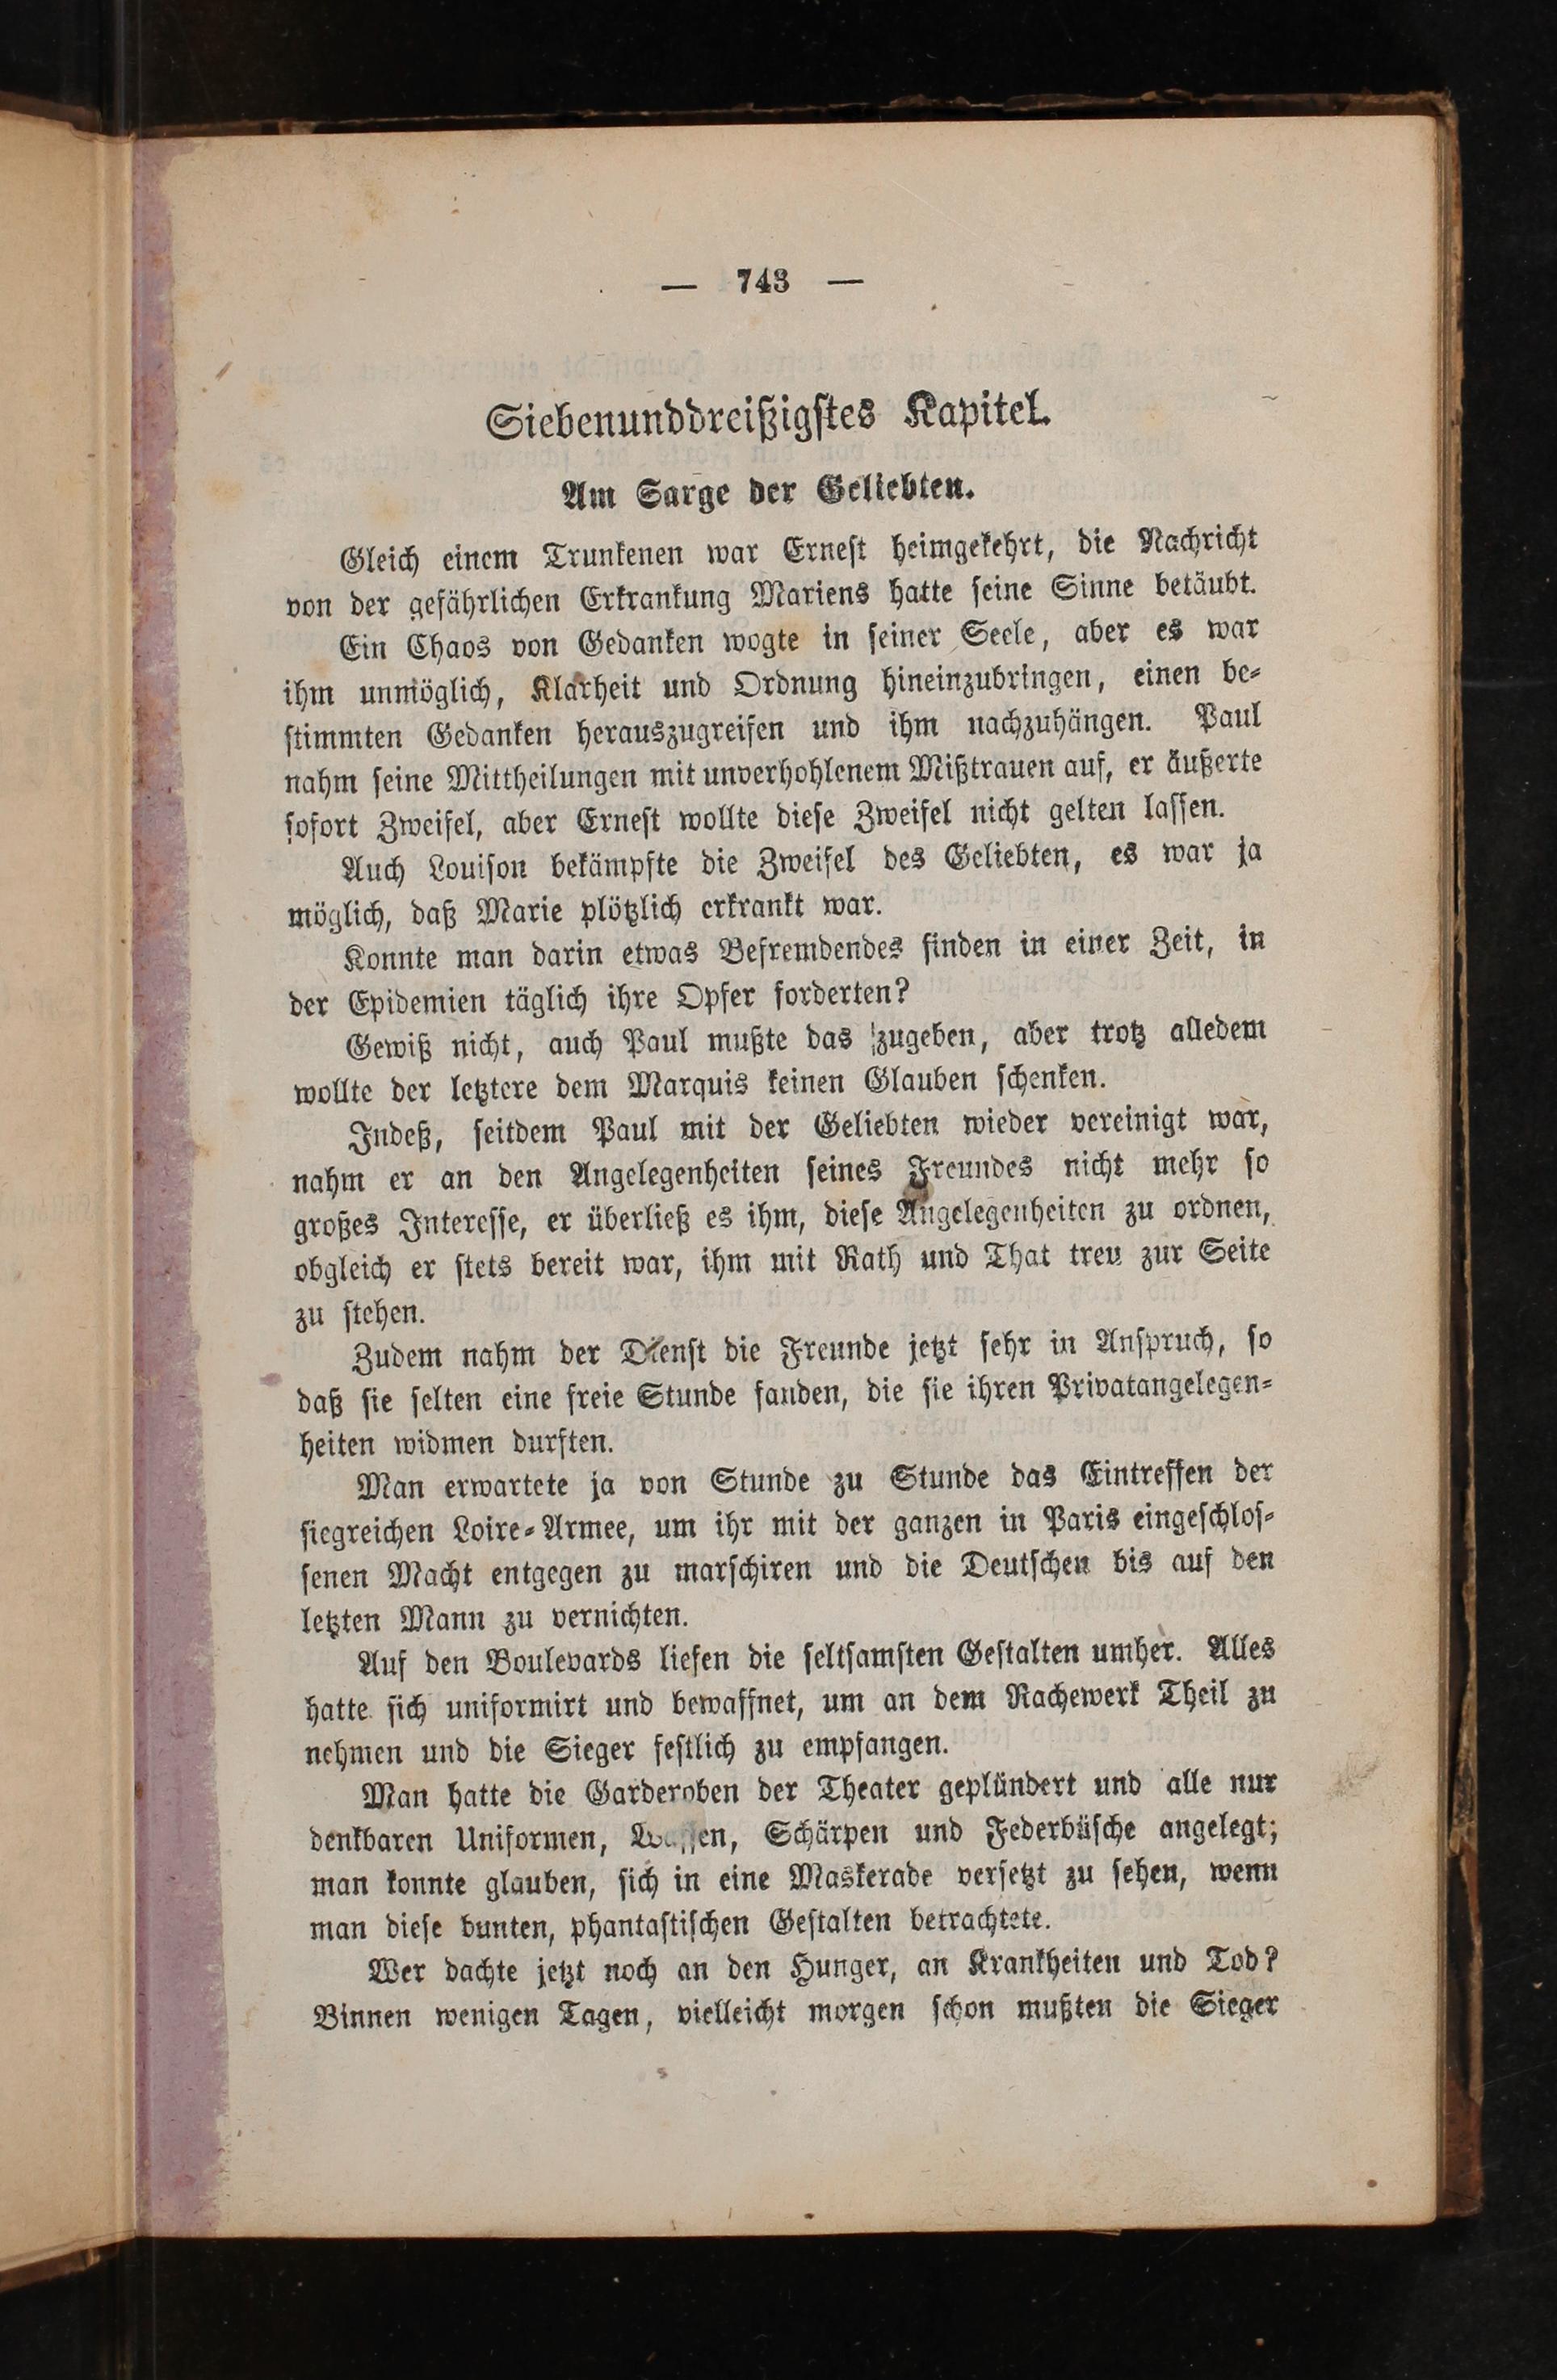 — 743 —
Siebenunddreißigstes Kapitel.
Am Sarge der Geliebten.
Gleich einem Trunkenen war Ernest heimgekehrt, die Nachricht
von der gefährlichen Erkrankung Mariens hatte seine Sinne betäubt.
Ein Chaos von Gedanken wogte in seiner Seele, aber es war
ihm unmöglich, Klarheit und Ordnung hineinzubringen, einen be-
stimmten Gedanken herauszugreifen und ihm nachzuhängen. Paul
nahm seine Mittheilungen mit unverhohlenem Mißtrauen auf, er äußerte
sofort Zweifel, aber Ernest wollte diese Zweifel nicht gelten lassen.
Auch Louison bekämpfte die Zweifel des Geliebten, es war ja
möglich, daß Marie plötzlich erkrankt war.
Konnte man darin etwas Befremdendes finden in einer Zeit, in
der Epidemien täglich ihre Opfer forderten?
Gewiß nicht, auch Paul mußte das zugeben, aber trotz alledem
wollte der letztere dem Marquis keinen Glauben schenken.
Indeß, seitdem Paul mit der Geliebten wieder vereinigt war,
nahm er an den Angelegenheiten seines Freundes nicht mehr so
großes Interesse, er überließ es ihm, diese Angelegenheiten zu ordnen,
obgleich er stets bereit war, ihm mit Rath und That treu zur Seite
zu stehen.
Zudem nahm der Dienst die Freunde jetzt sehr in Anspruch, so
daß sie selten eine freie Stunde fanden, die sie ihren Privatangelegen-
heiten widmen durften.
Man erwartete ja von Stunde zu Stunde das Eintreffen der
siegreichen Loire-Armee, um ihr mit der ganzen in Paris eingeschlos-
senen Macht entgegen zu marschiren und die Deutschen bis auf den
letzten Mann zu vernichten.
Auf den Boulevards liefen die seltsamsten Gestalten umher. Alles
hatte sich uniformirt und bewaffnet, um an dem Rachewerk Theil zu
nehmen und die Sieger festlich zu empfangen.
Man hatte die Garderoben der Theater geplündert und alle nur
denkbaren Uniformen, Waffen, Schärpen und Federbüsche angelegt;
man konnte glauben, sich in eine Maskerade versetzt zu sehen, wenn
man diese bunten, phantastischen Gestalten betrachtete.
Wer dachte jetzt noch an den Hunger, an Krankheiten und Tod?
Binnen wenigen Tagen, vielleicht morgen schon mußten die Sieger